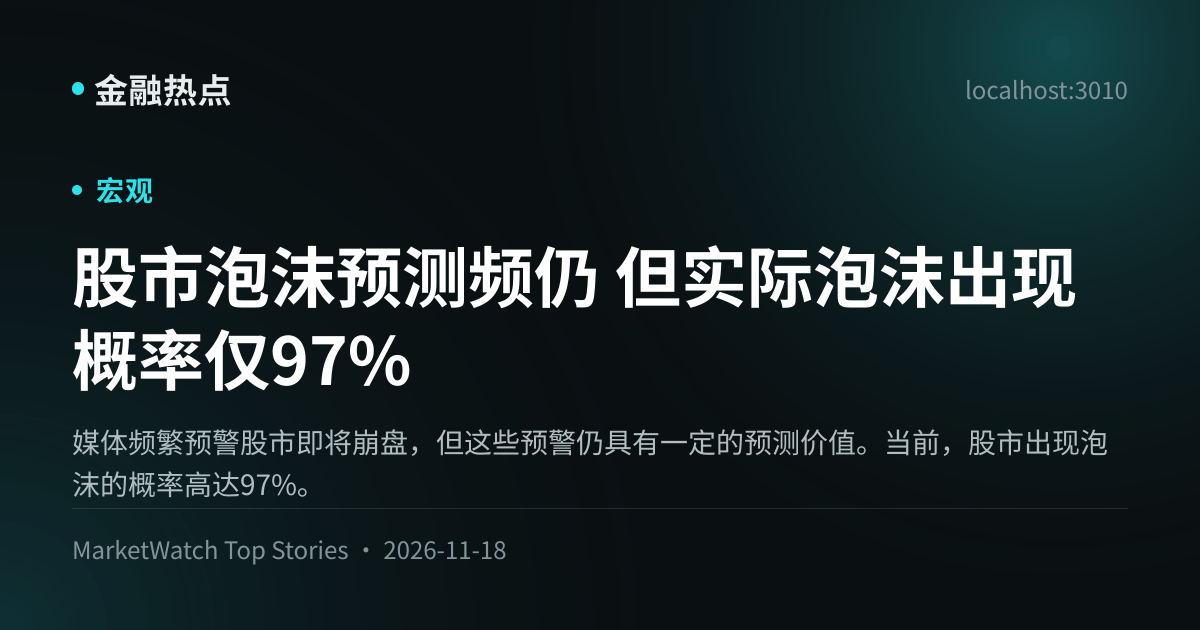 金融热点
localhost:3010
宏观
股市泡沫预测频仍 但实际泡沫出现
概率仅97%
媒体频繁预警股市即将崩盘，但这些预警仍具有一定的预测价值。当前，股市出现泡
沫的概率高达97%。
MarketWatch Top Stories • 2026-11-18